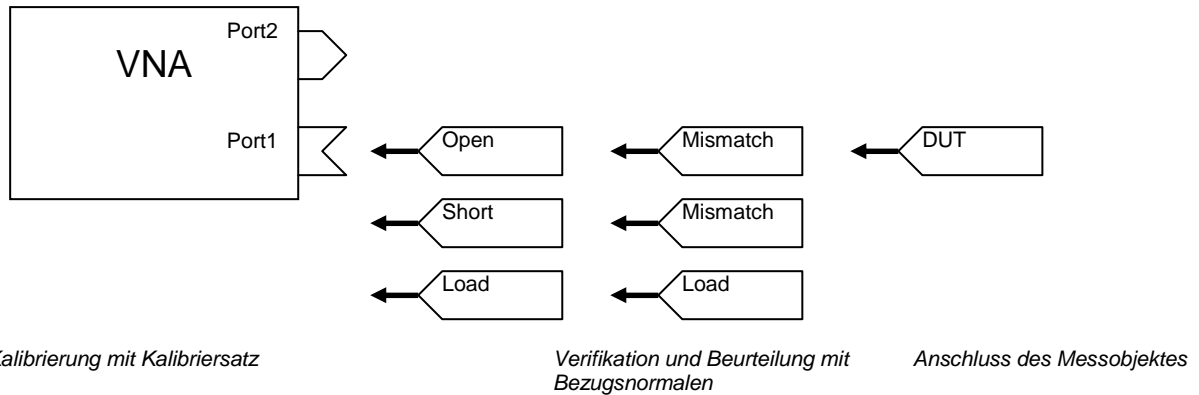 Port2
VNA
Port1
Open
Mismatch
DUT
Short
Mismatch
Load
Load
alibrierung mit Kalibriersatz
Verifikation und Beurteilung mit
Bezugsnormalen
Anschluss des Messobjektes